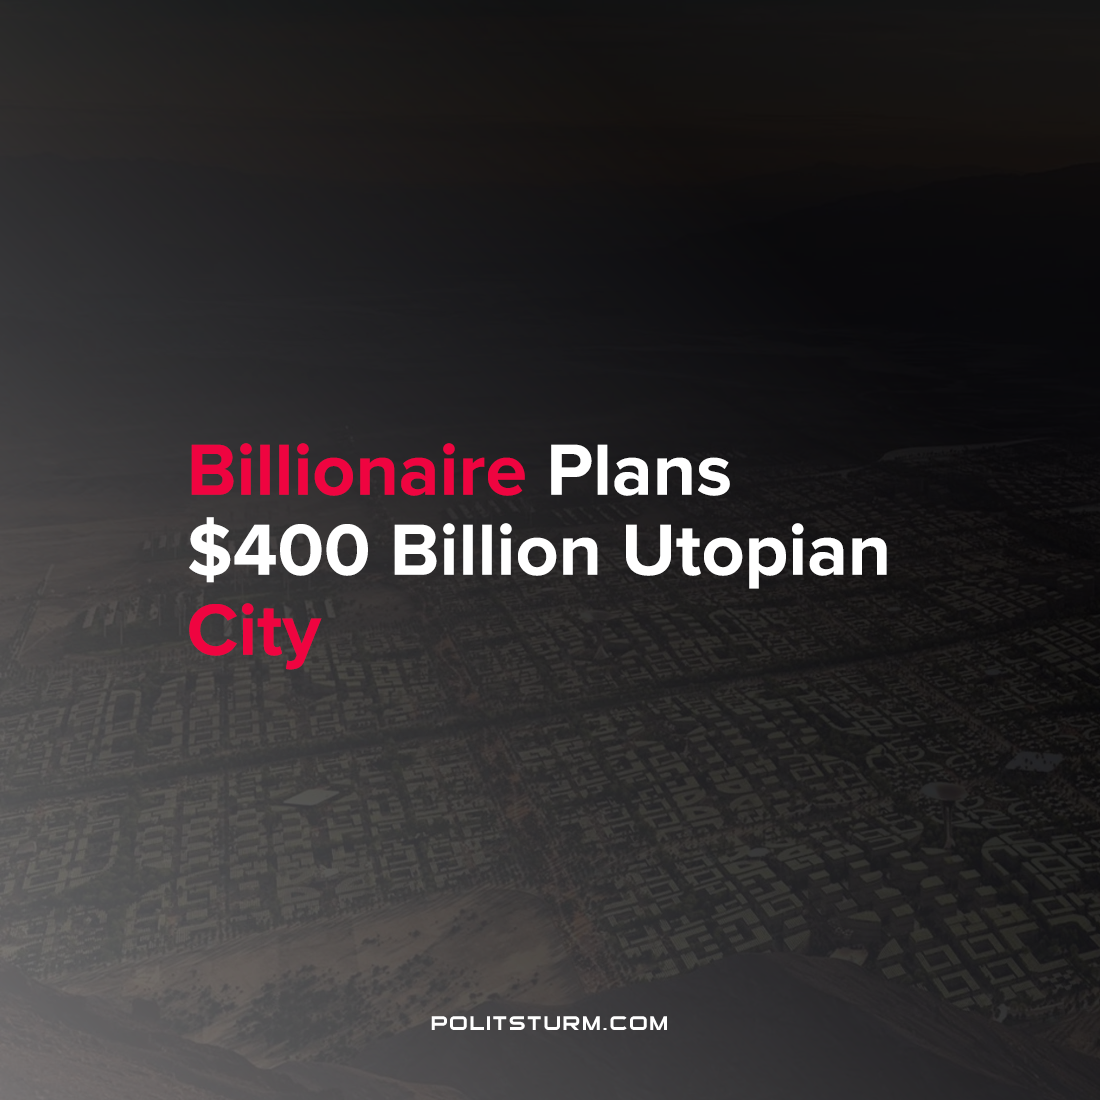 Billionaire Plans
$400 Billion Utopian
City
POLITSTURM.COM